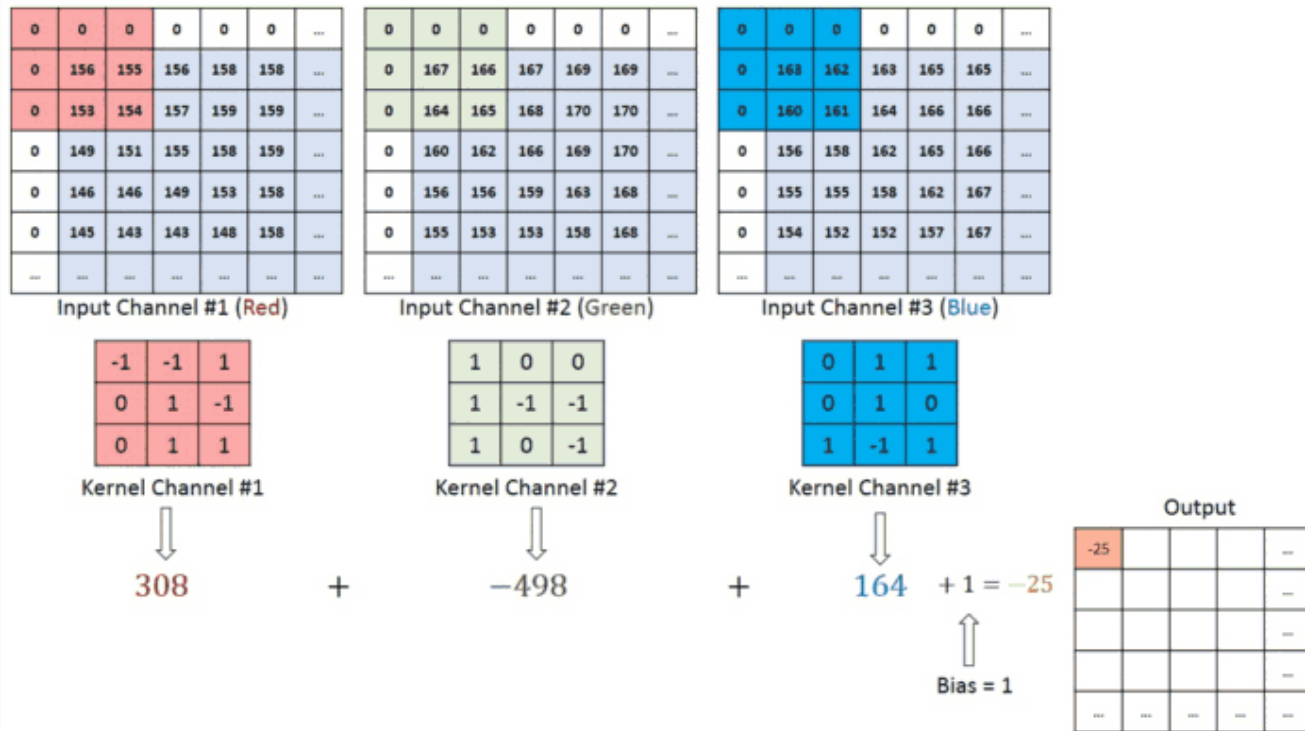 0 0 0 0 0 0 ...
0 156 155 156 158 158 ...
0 153 154 157 159 159 ...
0 149 151 155 158 159 ...
0 146 146 149 153 158 ...
0 145 143 143 148 158 ...
... ... ... ... ... ... ...
Input Channel #1 (Red)
0 0 0 0 0 0 ...
0 167 166 167 169 169 ...
0 164 165 168 170 170 ...
0 160 162 166 169 170 ...
0 156 156 159 163 168 ...
0 155 153 153 158 168 ...
... ... ... ... ... ... ...
Input Channel #2 (Green)
0 0 0 0 0 0 ...
0 163 162 163 165 165 ...
0 160 161 164 166 166 ...
0 156 158 162 165 166 ...
0 155 155 158 162 167 ...
0 154 152 152 157 167 ...
... ... ... ... ... ... ...
Input Channel #3 (Blue)
-1 -1 1
0 1 -1
0 1 1
Kernel Channel #1
1 0 0
1 -1 -1
1 0 -1
Kernel Channel #2
0 1 1
0 1 0
1 -1 1
Kernel Channel #3
308 + −498 + 164 + 1 = −25
Bias = 1
Output
-25 ...
...
...
...
... ... ... ... ...